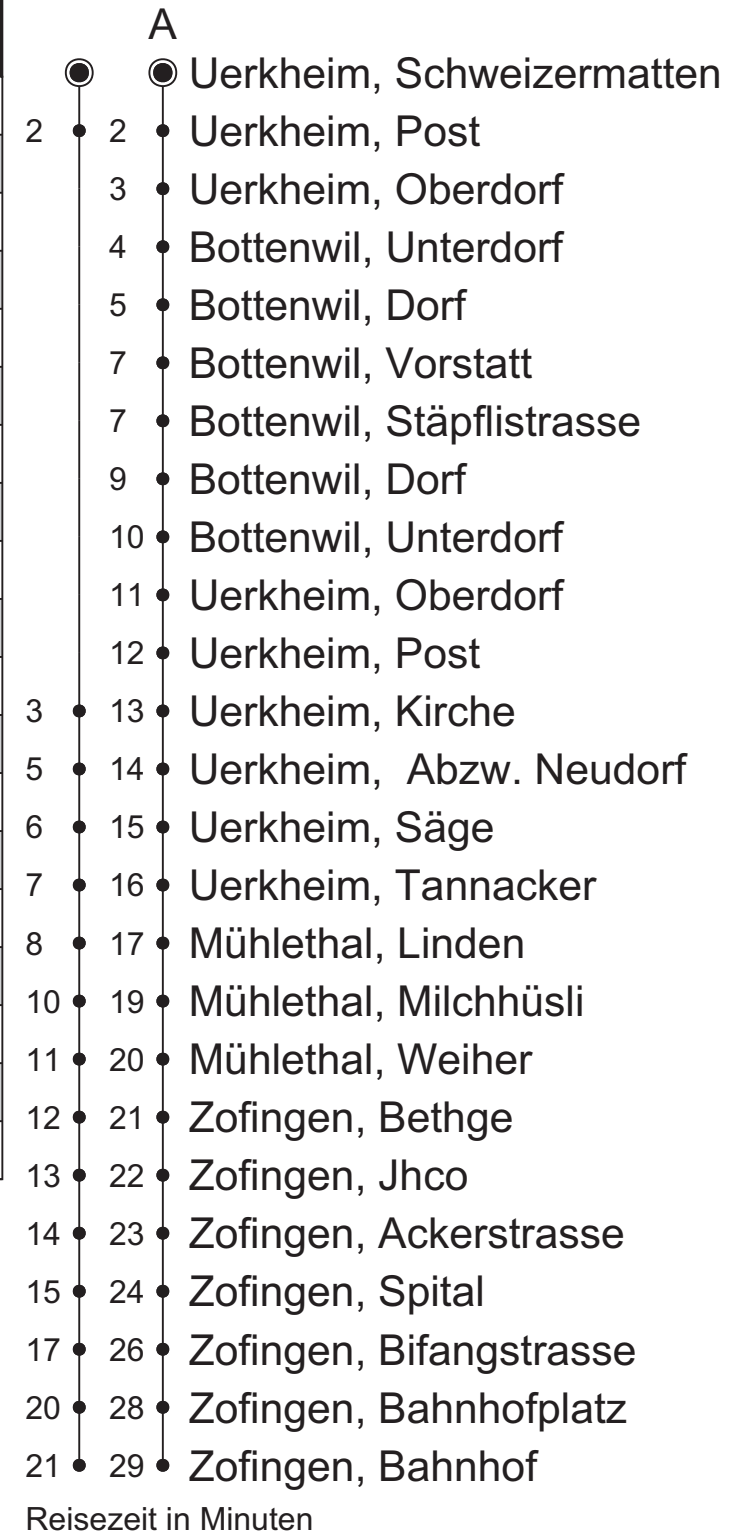 A
Uerkheim, Schweizermatten
2 2 Uerkheim, Post
3 Uerkheim, Oberdorf
4 Bottenwil, Unterdorf
5 Bottenwil, Dorf
7 Bottenwil, Vorstatt
7 Bottenwil, Stäpflistrasse
9 Bottenwil, Dorf
10 Bottenwil, Unterdorf
11 Uerkheim, Oberdorf
12 Uerkheim, Post
3 13 Uerkheim, Kirche
5 14 Uerkheim, Abzw. Neudorf
6 15 Uerkheim, Säge
7 16 Uerkheim, Tannacker
8 17 Mühlethal, Linden
10 19 Mühlethal, Milchhüsli
11 20 Mühlethal, Weiher
12 21 Zofingen, Bethge
13 22 Zofingen, Jhco
14 23 Zofingen, Ackerstrasse
15 24 Zofingen, Spital
17 26 Zofingen, Bifangstrasse
20 28 Zofingen, Bahnhofplatz
21 29 Zofingen, Bahnhof
Reisezeit in Minuten